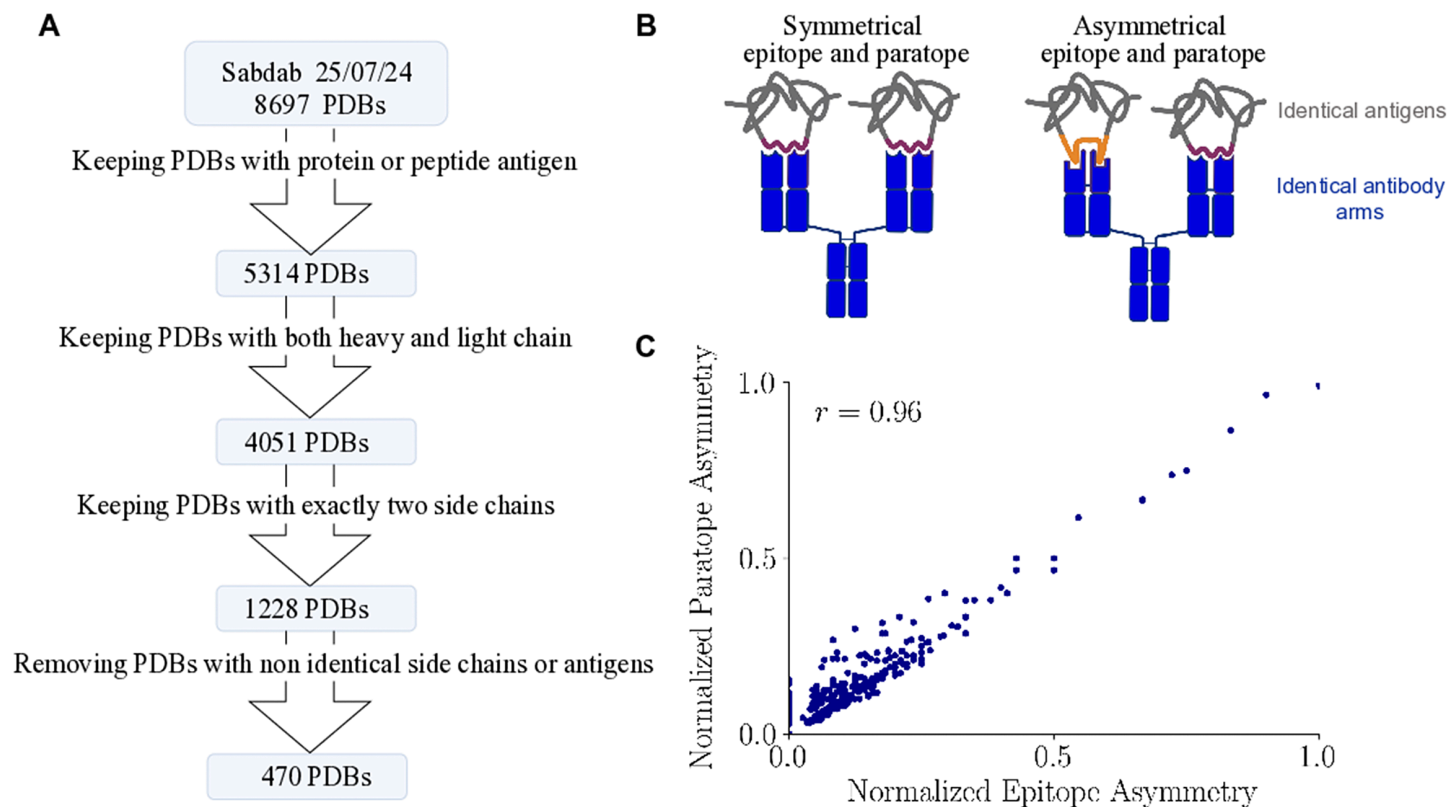 A
Sabdab 25/07/24
8697 PDBs
Keeping PDBs with protein or peptide antigen
5314 PDBs
Keeping PDBs with both heavy and light chain
4051 PDBs
Keeping PDBs with exactly two side chains
1228 PDBs
Removing PDBs with non identical side chains or antigens
470 PDBs
B
Symmetrical
epitope and paratope
Asymmetrical
epitope and paratope
Identical antigens
Identical antibody
arms
C
Normalized Paratope Asymmetry
1.0
r = 0.96
0.5
0.0
0.0
0.5
1.0
Normalized Epitope Asymmetry